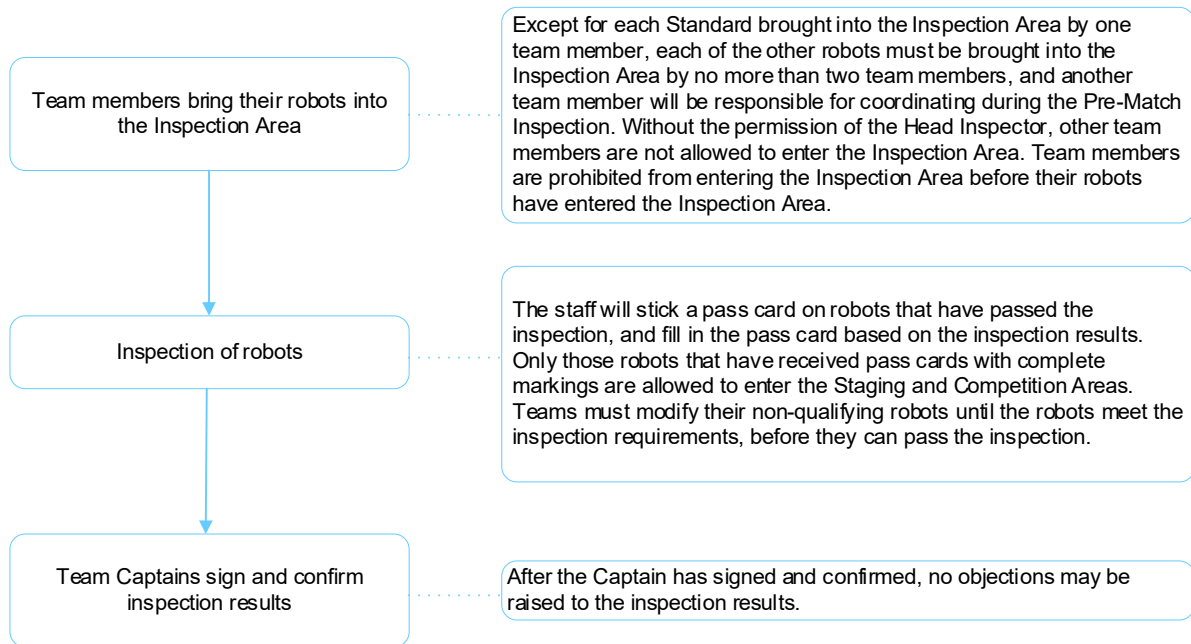 Team members bring their robots into
the Inspection Area
Except for each Standard brought into the Inspection Area by one
team member, each of the other robots must be brought into the
Inspection Area by no more than two team members, and another
team member will be responsible for coordinating during the Pre-Match
Inspection. Without the permission of the Head Inspector, other team
members are not allowed to enter the Inspection Area. Team members
are prohibited from entering the Inspection Area before their robots
have entered the Inspection Area.
Inspection of robots
The staff will stick a pass card on robots that have passed the
inspection, and fill in the pass card based on the inspection results.
Only those robots that have received pass cards with complete
markings are allowed to enter the Staging and Competition Areas.
Teams must modify their non-qualifying robots until the robots meet the
inspection requirements, before they can pass the inspection.
Team Captains sign and confirm
inspection results
After the Captain has signed and confirmed, no objections may be
raised to the inspection results.